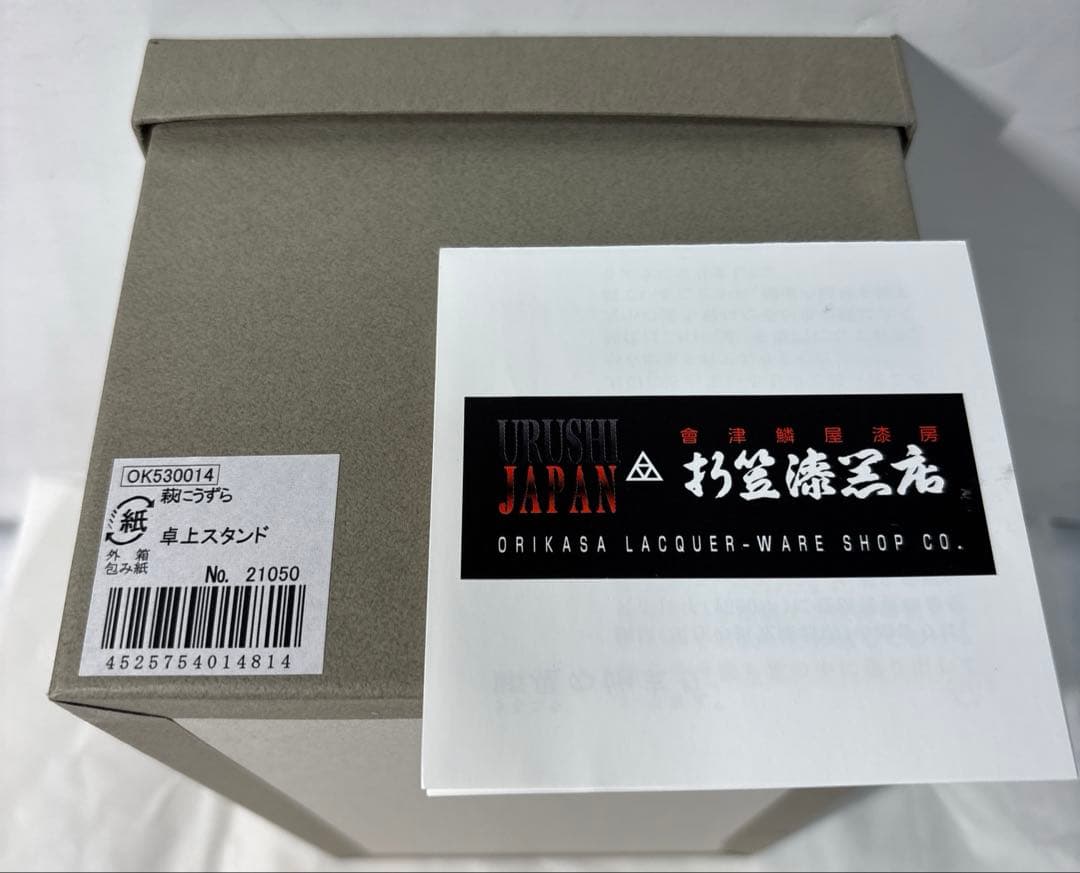 OK530014
萩にうずら
紙
卓上スタンド
外箱
包み紙
No. 21050
4525754014814
URUSHI
JAPAN
會津鱗屋漆房
折笠漆器店
ORIKASA LACQUER-WARE SHOP CO.